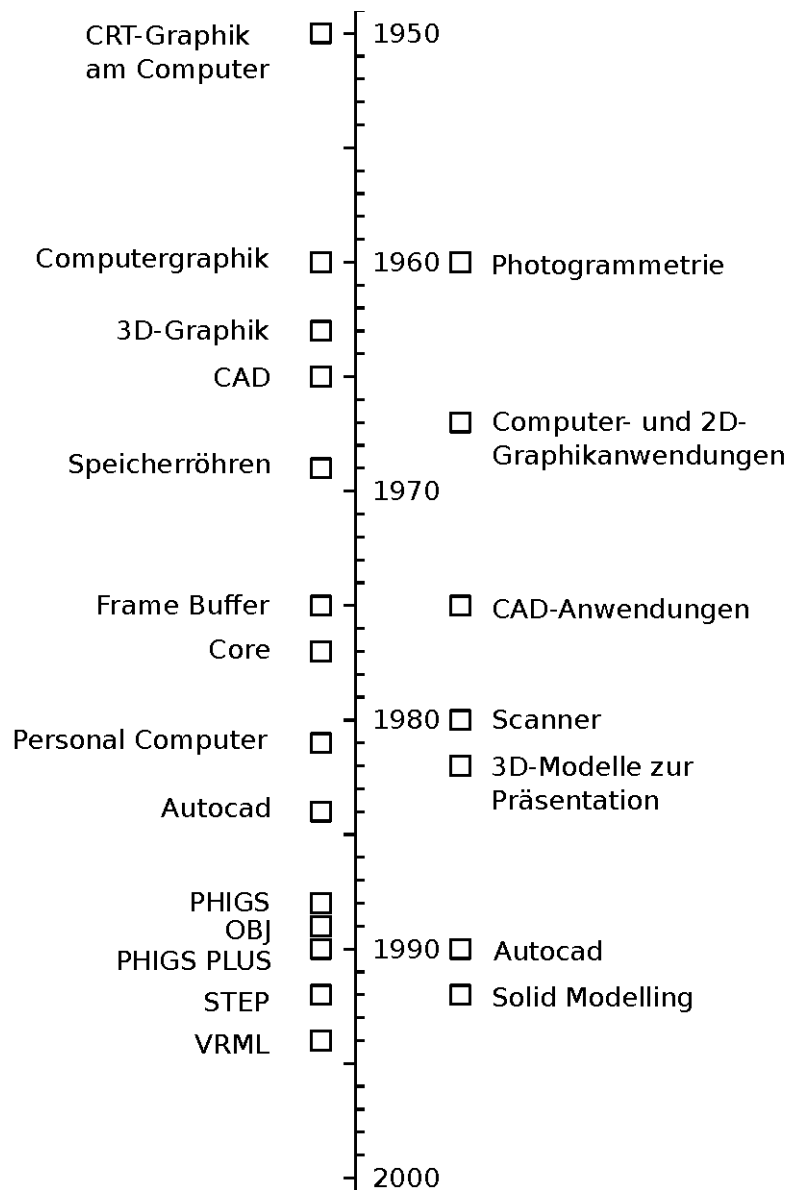 CRT-Graphik
am Computer
1950
Computergraphik
1960
Photogrammetrie
3D-Graphik
CAD
Computer- und 2D-
Graphikanwendungen
Speicherröhren
1970
Frame Buffer
CAD-Anwendungen
Core
1980
Scanner
Personal Computer
3D-Modelle zur
Präsentation
Autocad
PHIGS
OBJ
PHIGS PLUS
1990
Autocad
STEP
Solid Modelling
VRML
2000